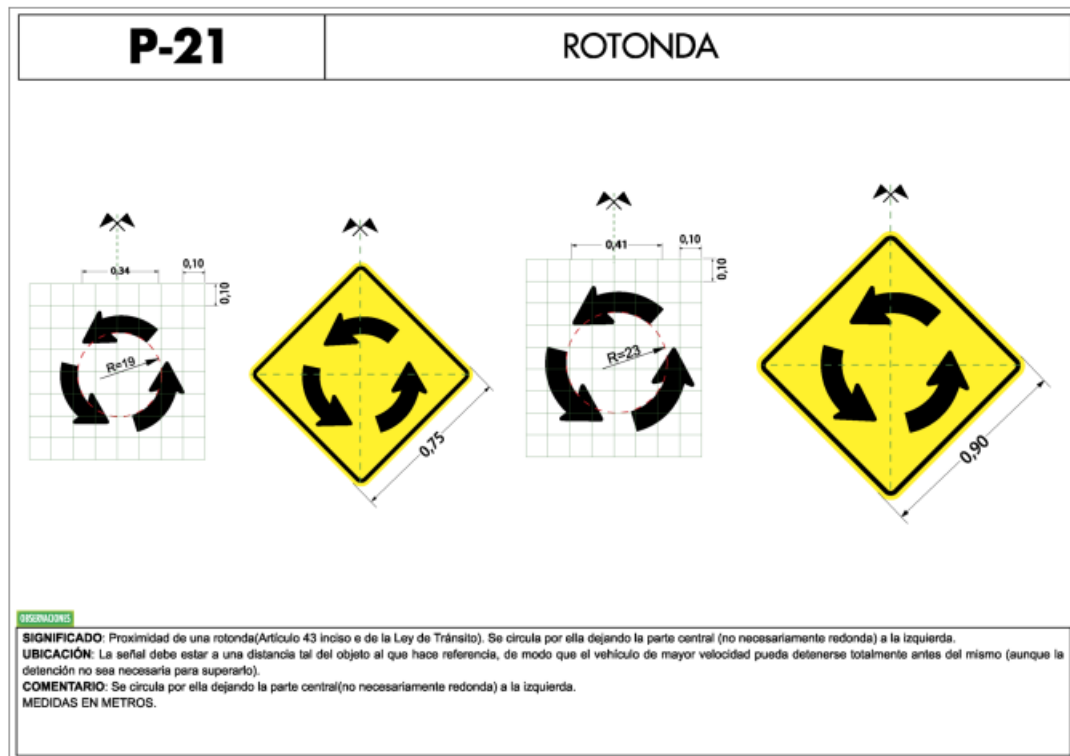 P-21
ROTONDA
0,34
0,10
0,10
R=19
0,75
0,41
0,10
0,10
R=23
0,90
OBSERVACIONES
SIGNIFICADO: Proximidad de una rotonda(Artículo 43 inciso e de la Ley de Tránsito). Se circula por ella dejando la parte central (no necesariamente redonda) a la izquierda.
UBICACIÓN: La señal debe estar a una distancia tal del objeto al que hace referencia, de modo que el vehículo de mayor velocidad pueda detenerse totalmente antes del mismo (aunque la
detención no sea necesaria para superarlo).
COMENTARIO: Se circula por ella dejando la parte central(no necesariamente redonda) a la izquierda.
MEDIDAS EN METROS.